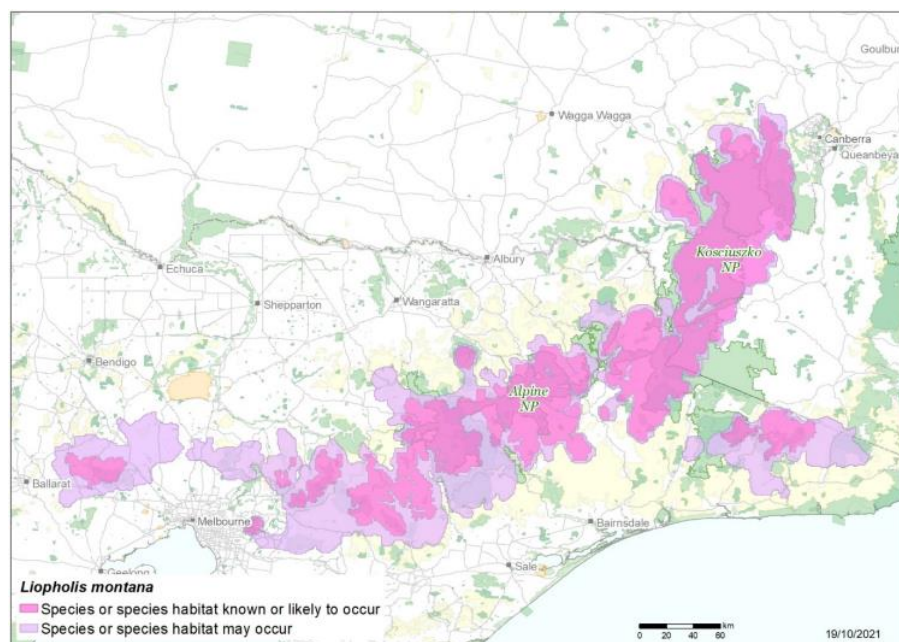 Goulbur
Wagga Wagga
Canberra
Queanbeya
Kosciuszko
NP
Echuca
Albury
Shepparton
Wangaratta
Bendigo
Alpine
NP
Ballarat
Melbourne
Bairnsdale
Geelong
Sale
Liopholis montana
Species or species habitat known or likely to occur
Species or species habitat may occur
0 20 40 60 km
19/10/2021